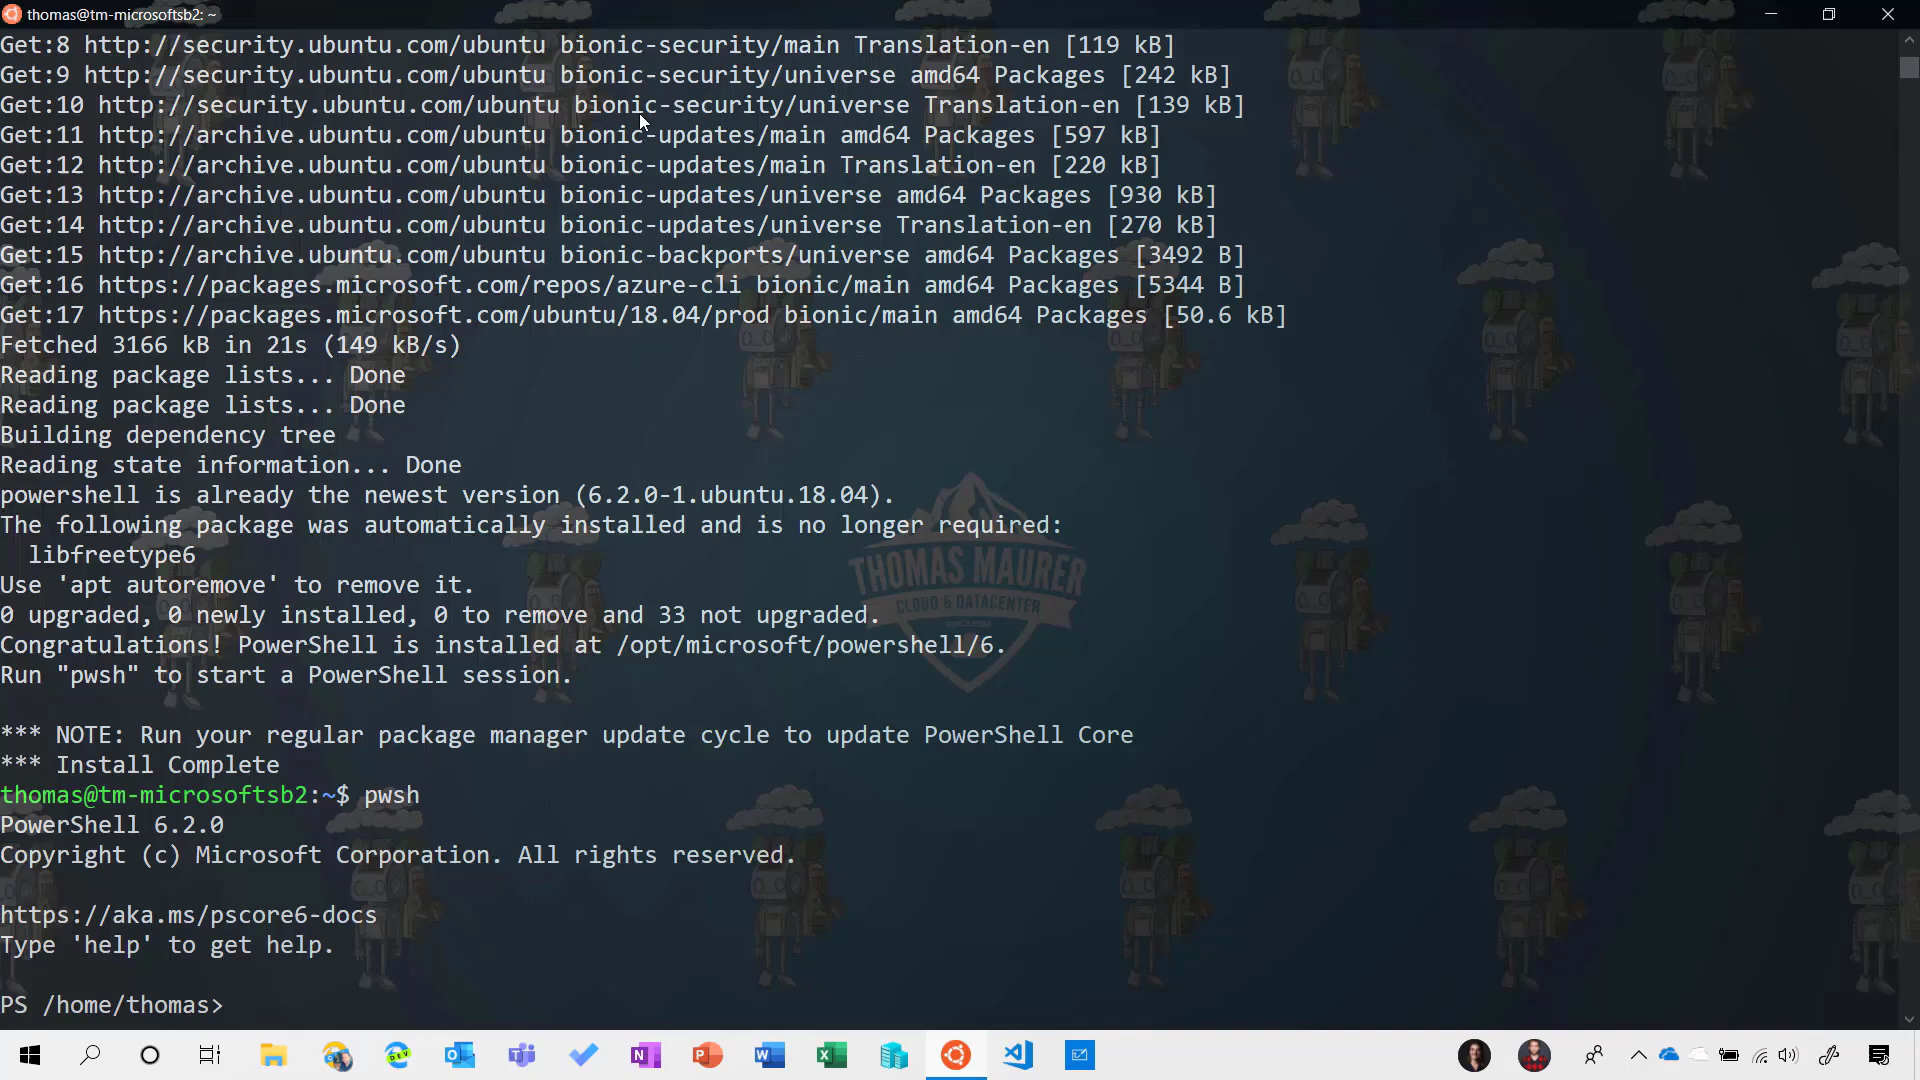 thomas@tm-microsoftsb2: ~
Get:8 http://security.ubuntu.com/ubuntu bionic-security/main Translation-en [119 kB]
Get:9 http://security.ubuntu.com/ubuntu bionic-security/universe amd64 Packages [242 kB]
Get:10 http://security.ubuntu.com/ubuntu bionic-security/universe Translation-en [139 kB]
Get:11 http://archive.ubuntu.com/ubuntu bionic-updates/main amd64 Packages [597 kB]
Get:12 http://archive.ubuntu.com/ubuntu bionic-updates/main Translation-en [220 kB]
Get:13 http://archive.ubuntu.com/ubuntu bionic-updates/universe amd64 Packages [930 kB]
Get:14 http://archive.ubuntu.com/ubuntu bionic-updates/universe Translation-en [270 kB]
Get:15 http://archive.ubuntu.com/ubuntu bionic-backports/universe amd64 Packages [3492 B]
Get:16 https://packages.microsoft.com/repos/azure-cli bionic/main amd64 Packages [5344 B]
Get:17 https://packages.microsoft.com/ubuntu/18.04/prod bionic/main amd64 Packages [50.6 kB]
Fetched 3166 kB in 21s (149 kB/s)
Reading package lists... Done
Reading package lists... Done
Building dependency tree
Reading state information... Done
powershell is already the newest version (6.2.0-1.ubuntu.18.04).
The following package was automatically installed and is no longer required:
  libfreetype6
Use 'apt autoremove' to remove it.
0 upgraded, 0 newly installed, 0 to remove and 33 not upgraded.
Congratulations! PowerShell is installed at /opt/microsoft/powershell/6.
Run "pwsh" to start a PowerShell session.
*** NOTE: Run your regular package manager update cycle to update PowerShell Core
*** Install Complete
thomas@tm-microsoftsb2:~$ pwsh
PowerShell 6.2.0
Copyright (c) Microsoft Corporation. All rights reserved.
https://aka.ms/pscore6-docs
Type 'help' to get help.
PS /home/thomas>
THOMAS MAURER
CLOUD & DATACENTER
DEV